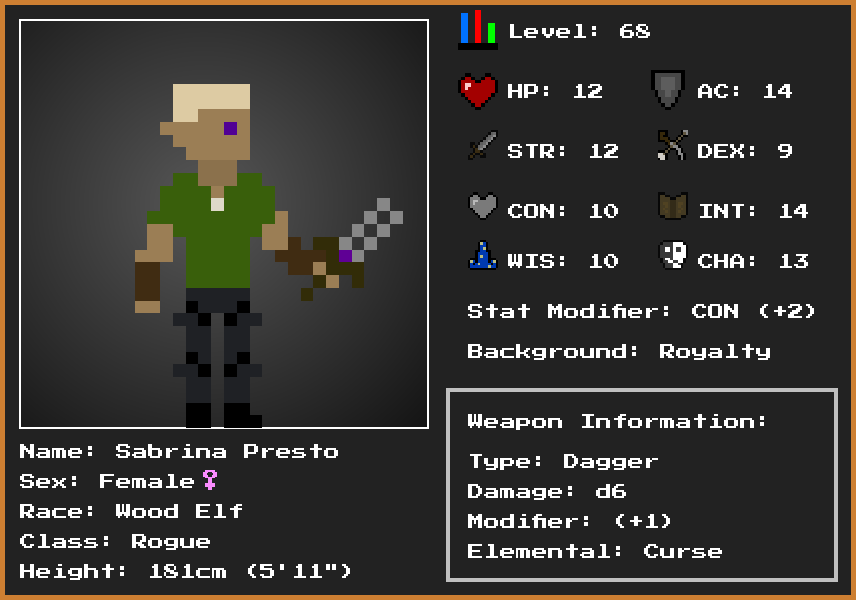 Level: 68
HP: 12 AC: 14
STR: 12 DEX: 9
CON: 10 INT: 14
WIS: 10 CHA: 13
Stat Modifier: CON (+2)
Background: Royalty
Name: Sabrina Presto
Sex: Female♀
Race: Wood Elf
Class: Rogue
Height: 181cm (5'11")
Weapon Information:
Type: Dagger
Damage: d6
Modifier: (+1)
Elemental: Curse